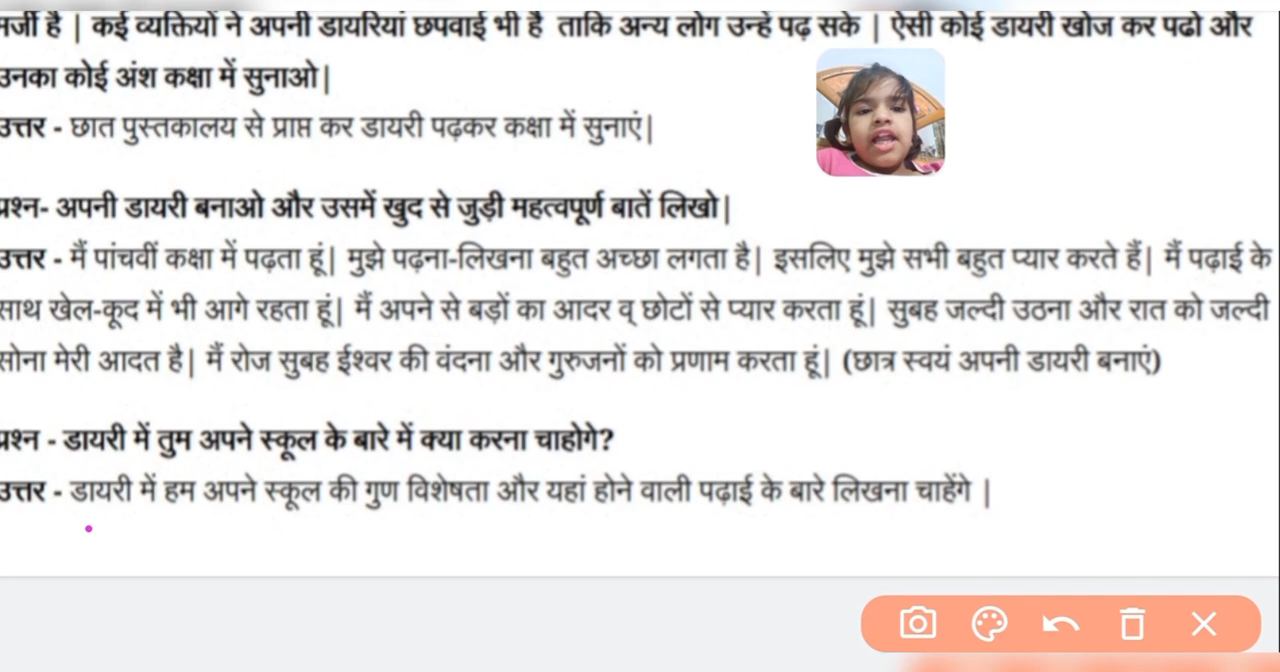 मर्जी है | कई व्यक्तियों ने अपनी डायरियां छपवाई भी है ताकि अन्य लोग उन्हे पढ़ सके | ऐसी कोई डायरी खोज कर पढो और
उनका कोई अंश कक्षा में सुनाओ|
उत्तर - छात पुस्तकालय से प्राप्त कर डायरी पढ़कर कक्षा में सुनाएं|
प्रश्न- अपनी डायरी बनाओ और उसमें खुद से जुड़ी महत्वपूर्ण बातें लिखो|
उत्तर - मैं पांचवीं कक्षा में पढ़ता हूं| मुझे पढ़ना-लिखना बहुत अच्छा लगता है| इसलिए मुझे सभी बहुत प्यार करते हैं| मैं पढ़ाई के
साथ खेल-कूद में भी आगे रहता हूं| मैं अपने से बड़ों का आदर व् छोटों से प्यार करता हूं| सुबह जल्दी उठना और रात को जल्दी
सोना मेरी आदत है| मैं रोज सुबह ईश्वर की वंदना और गुरुजनों को प्रणाम करता हूं| (छात्र स्वयं अपनी डायरी बनाएं)
प्रश्न - डायरी में तुम अपने स्कूल के बारे में क्या करना चाहोगे?
उत्तर - डायरी में हम अपने स्कूल की गुण विशेषता और यहां होने वाली पढ़ाई के बारे लिखना चाहेंगे |